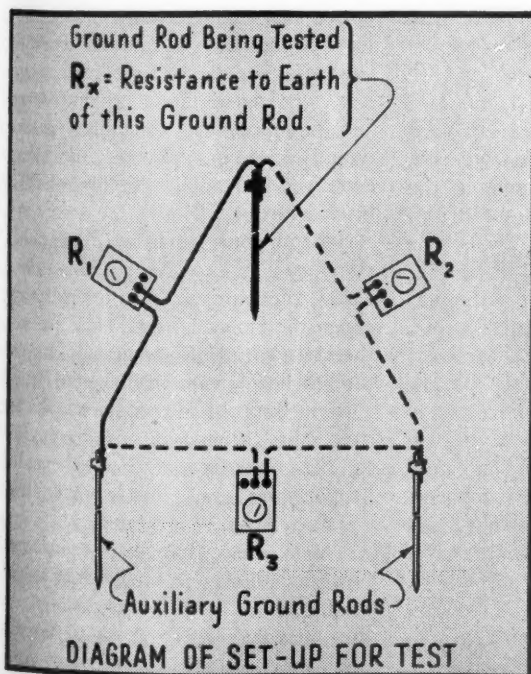 Ground Rod Being Tested
Rₓ = Resistance to Earth
of this Ground Rod.
R₁
R₂
R₃
Auxiliary Ground Rods
DIAGRAM OF SET-UP FOR TEST